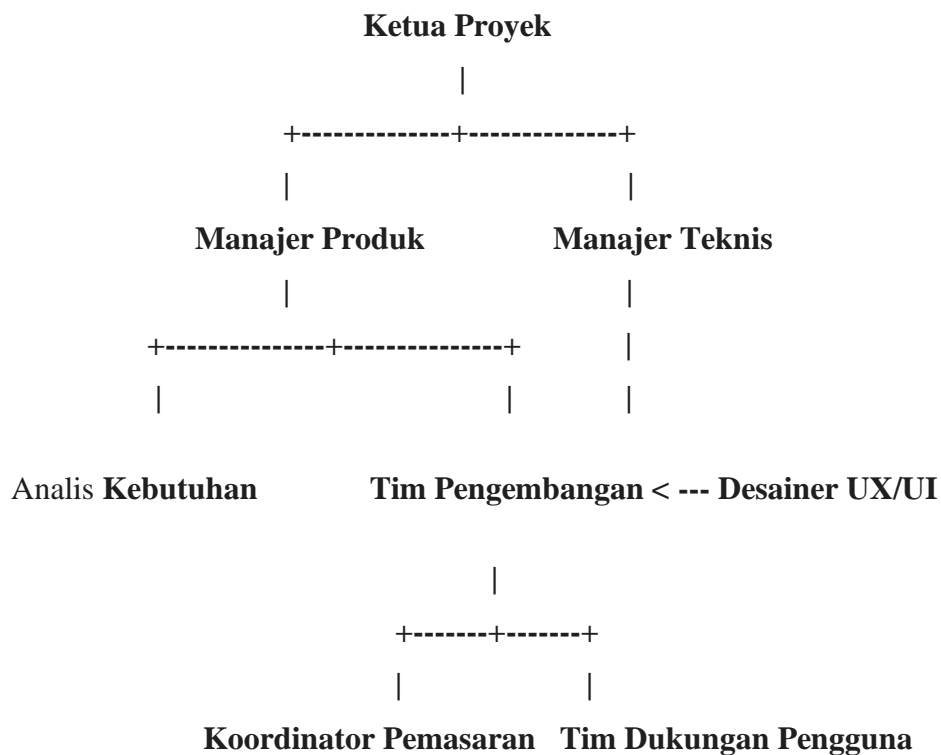 Ketua Proyek
|
+--------------+--------------+
| |
Manajer Produk Manajer Teknis
| |
+---------------+---------------+ |
| | |
Analis Kebutuhan Tim Pengembangan < --- Desainer UX/UI
|
+-------+-------+
| |
Koordinator Pemasaran Tim Dukungan Pengguna